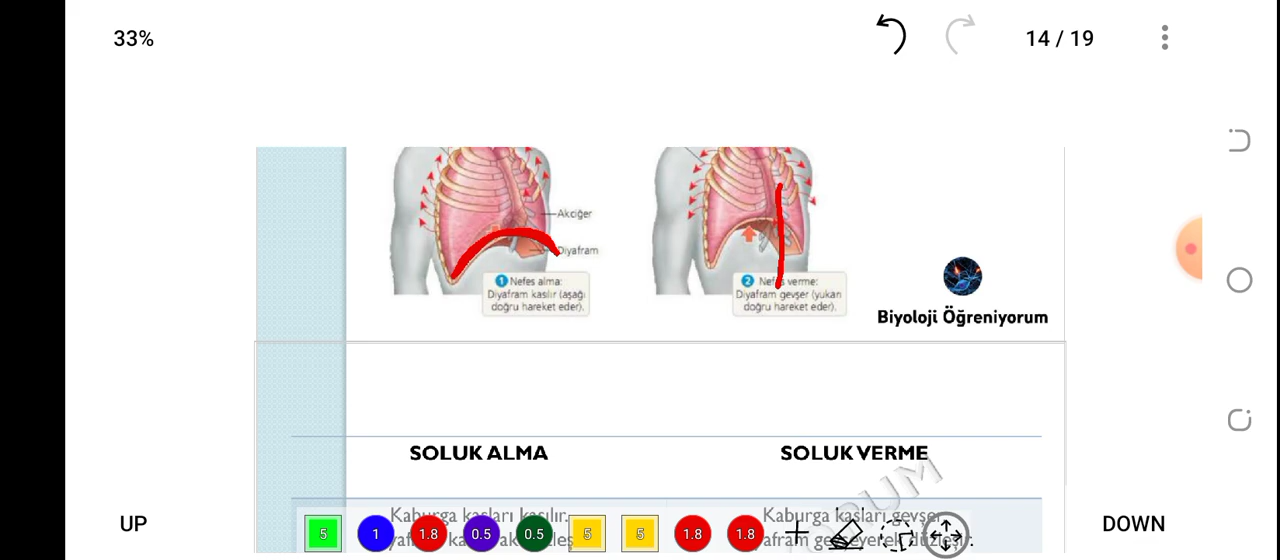 33%
14 / 19
Akciğer
Diyafram
1 Nefes alma:
Diyafram kasılır (aşağı
doğru hareket eder).
2 Nefes verme:
Diyafram gevşer (yukarı
doğru hareket eder).
Biyoloji Öğreniyorum
SOLUK ALMA
SOLUK VERME
UP
Kaburga kasları kasılır.
Kaburga kasları gevşer
5
1
1.8
0.5
0.5
5
5
1.8
1.8
DOWN